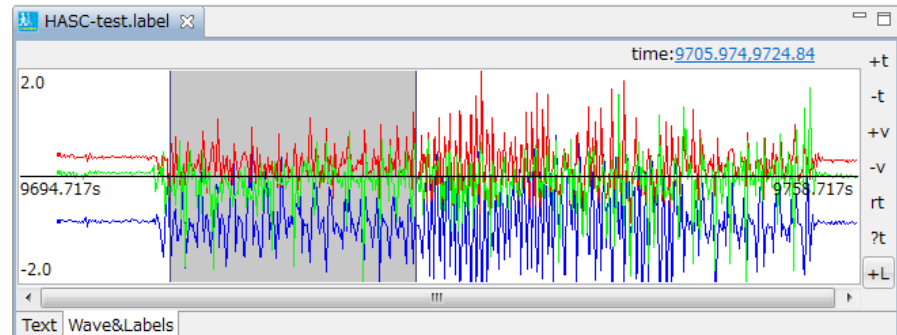 HASC-test.label
time:9705.974,9724.84
+t
2.0
-t
+v
-v
9694.717s
9758.717s
rt
?t
-2.0
+L
Text
Wave&Labels